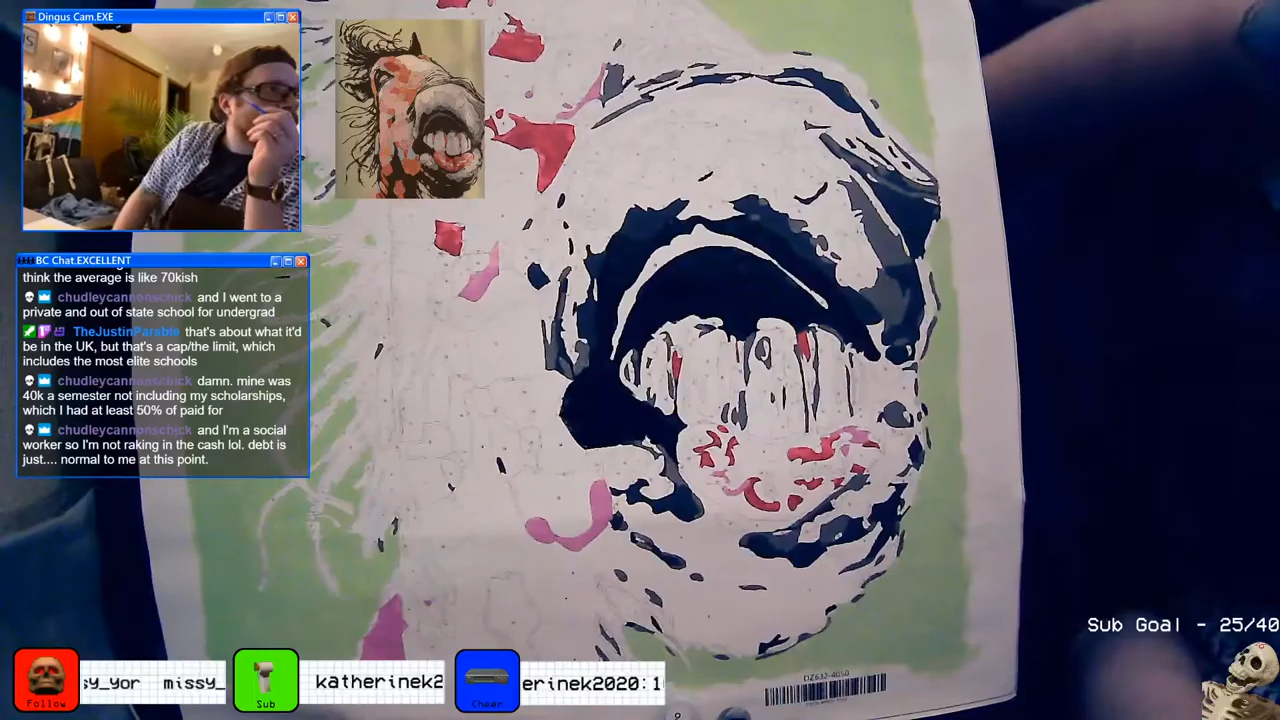 Dingus Cam.EXE
BC Chat.EXCELLENT
think the average is like 70kish
chudleycannonschick and I went to a
private and out of state school for undergrad
TheJustinParable that's about what it'd
be in the UK, but that's a cap/the limit, which
includes the most elite schools
chudleycannonschick damn. mine was
40k a semester not including my scholarships,
which I had at least 50% of paid for
chudleycannonschick and I'm a social
worker so I'm not raking in the cash lol. debt is
just.... normal to me at this point.
Sub Goal - 25/40
sy_yor missy_
katherinek2
erinek2020:1
Follow
Sub
Cheer
DZ632-4050
9